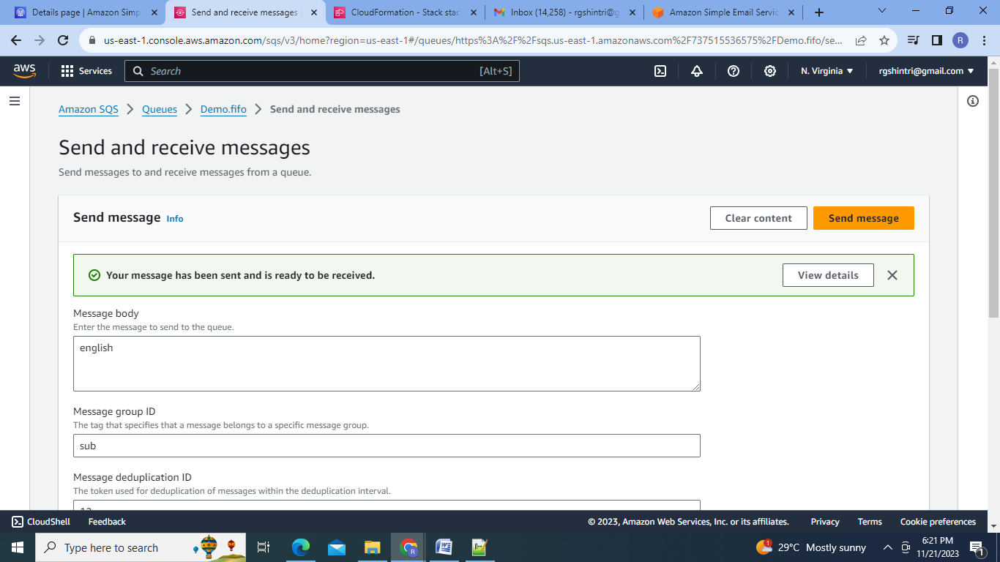 Details page | Amazon Simp
Send and receive messages
CloudFormation - Stack stac
Inbox (14,258) - rgshintri@g
Amazon Simple Email Servic
us-east-1.console.aws.amazon.com/sqs/v3/home?region=us-east-1#/queues/https%3A%2F%2Fsqs.us-east-1.amazonaws.com%2F737515536575%2FDemo.fifo/se...
R
aws
Services
Search
[Alt+S]
N. Virginia
rgshintri@gmail.com
Amazon SQS
Queues
Demo.fifo
Send and receive messages
Send and receive messages
Send messages to and receive messages from a queue.
Send message Info
Clear content
Send message
Your message has been sent and is ready to be received.
View details
Message body
Enter the message to send to the queue.
english
Message group ID
The tag that specifies that a message belongs to a specific message group.
sub
Message deduplication ID
The token used for deduplication of messages within the deduplication interval.
CloudShell
Feedback
© 2023, Amazon Web Services, Inc. or its affiliates.
Privacy
Terms
Cookie preferences
Type here to search
29°C Mostly sunny
6:21 PM
11/21/2023
1